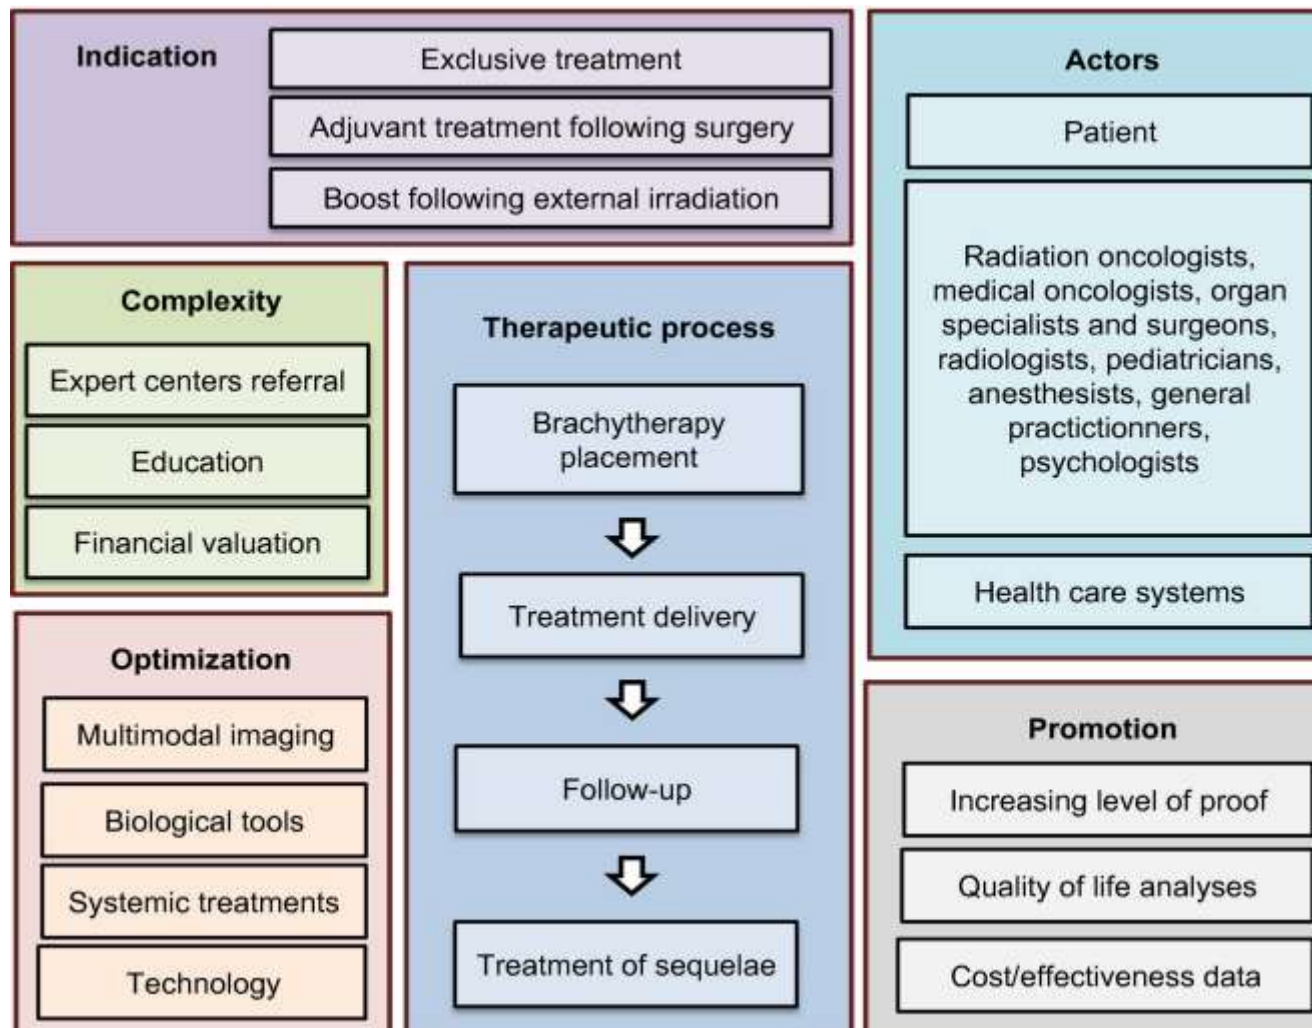 Indication
Exclusive treatment
Adjuvant treatment following surgery
Boost following external irradiation
Actors
Patient
Radiation oncologists,
medical oncologists, organ
specialists and surgeons,
radiologists, pediatricians,
anesthesists, general
practictionners,
psychologists
Health care systems
Complexity
Expert centers referral
Education
Financial valuation
Therapeutic process
Brachytherapy
placement
Treatment delivery
Follow-up
Treatment of sequelae
Optimization
Multimodal imaging
Biological tools
Systemic treatments
Technology
Promotion
Increasing level of proof
Quality of life analyses
Cost/effectiveness data